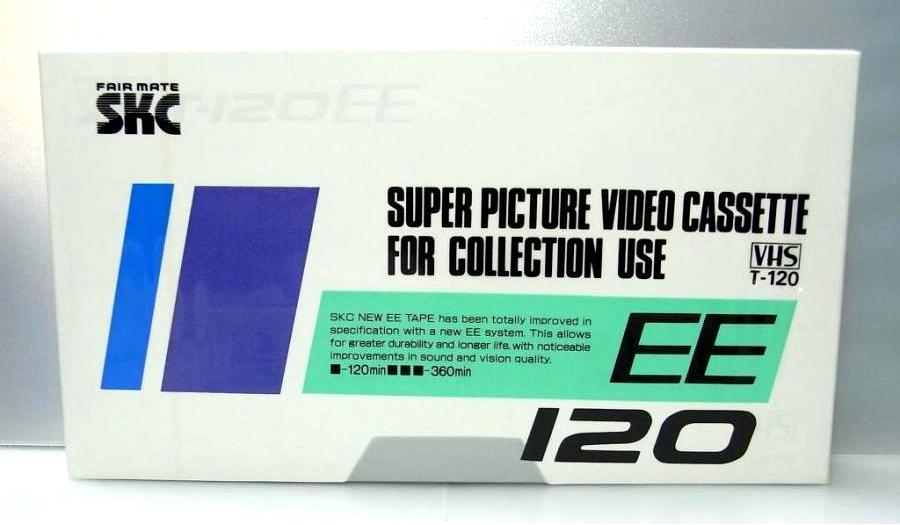 FAIR MATE
SKC
T-120EE
SUPER PICTURE VIDEO CASSETTE
FOR COLLECTION USE
VHS
T-120
SKC NEW EE TAPE has been totally improved in
specification with a new EE system. This allows
for greater durability and longer life, with noticeable
improvements in sound and vision quality.
■-120min■■■-360min
EE
120
VHS